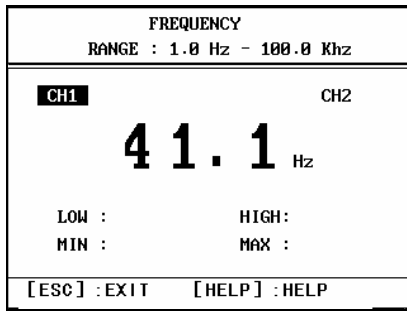 FREQUENCY
RANGE : 1.0 Hz - 100.0 Khz
CH1 CH2
41.1 Hz
LOW : HIGH:
MIN : MAX :
[ESC] :EXIT [HELP] :HELP